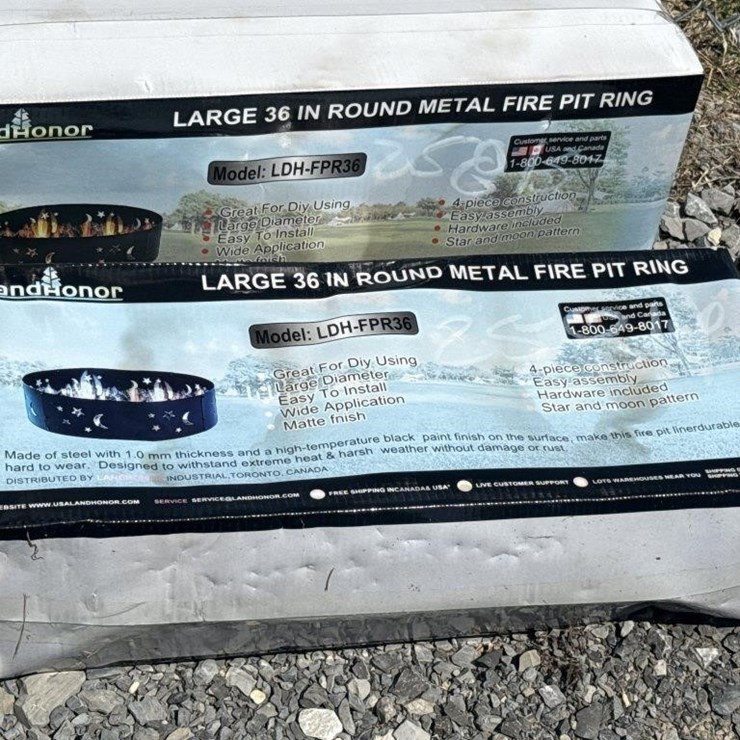 dHonor
LARGE 36 IN ROUND METAL FIRE PIT RING
Model: LDH-FPR36
Customer service and parts
USA and Canada
1-800-649-8017
Great For Diy Using
Large Diameter
Easy To Install
Wide Application
4-piece construction
Easy assembly
Hardware included
Star and moon pattern
andHonor
LARGE 36 IN ROUND METAL FIRE PIT RING
Model: LDH-FPR36
Customer service and parts
and Canada
1-800-649-8017
Great For Diy Using
Large Diameter
Easy To Install
Wide Application
Matte fnish
4-piece construction
Easy assembly
Hardware included
Star and moon pattern
Made of steel with 1.0 mm thickness and a high-temperature black paint finish on the surface, make this fire pit linerdurable
hard to wear. Designed to withstand extreme heat & harsh weather without damage or rust.
DISTRIBUTED BY INDUSTRIAL,TORONTO, CANADA
EBSITE WWW.USALANDHONOR.COM SERVICE SERVICE@LANDHONOR.COM FREE SHIPPING INCANADA& USA* LIVE CUSTOMER SUPPORT LOTS WAREHOUSES NEAR YOU